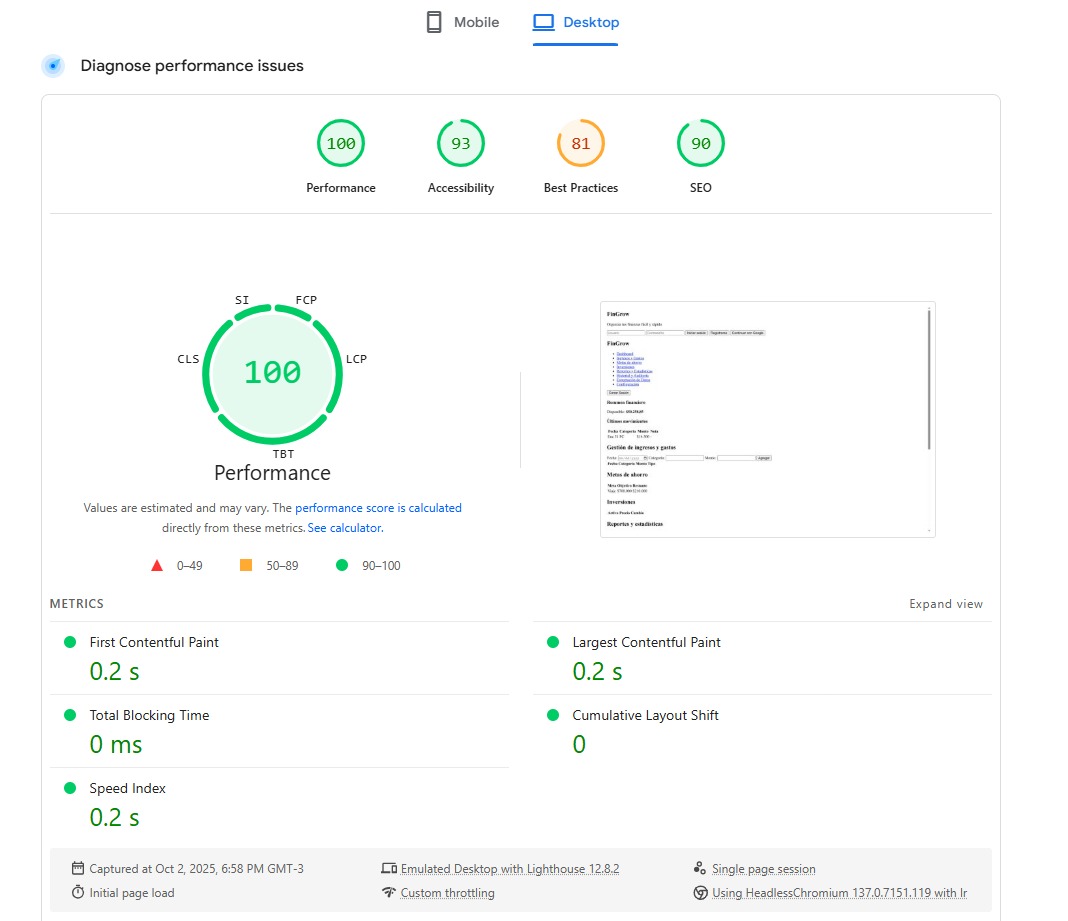 Mobile
Desktop
Diagnose performance issues
100
93
81
90
Performance
Accessibility
Best Practices
SEO
SI
FCP
CLS
LCP
100
TBT
Performance
Values are estimated and may vary. The performance score is calculated
directly from these metrics. See calculator.
0–49
50–89
90–100
FinGrow
FinGrow
Resumen financiero
Últimos movimientos
Gestión de ingresos y gastos
Metas de ahorro
Inversiones
Reportes y estadísticas
METRICS
Expand view
First Contentful Paint
0.2 s
Largest Contentful Paint
0.2 s
Total Blocking Time
0 ms
Cumulative Layout Shift
0
Speed Index
0.2 s
Captured at Oct 2, 2025, 6:58 PM GMT-3
Emulated Desktop with Lighthouse 12.8.2
Single page session
Initial page load
Custom throttling
Using HeadlessChromium 137.0.7151.119 with lr